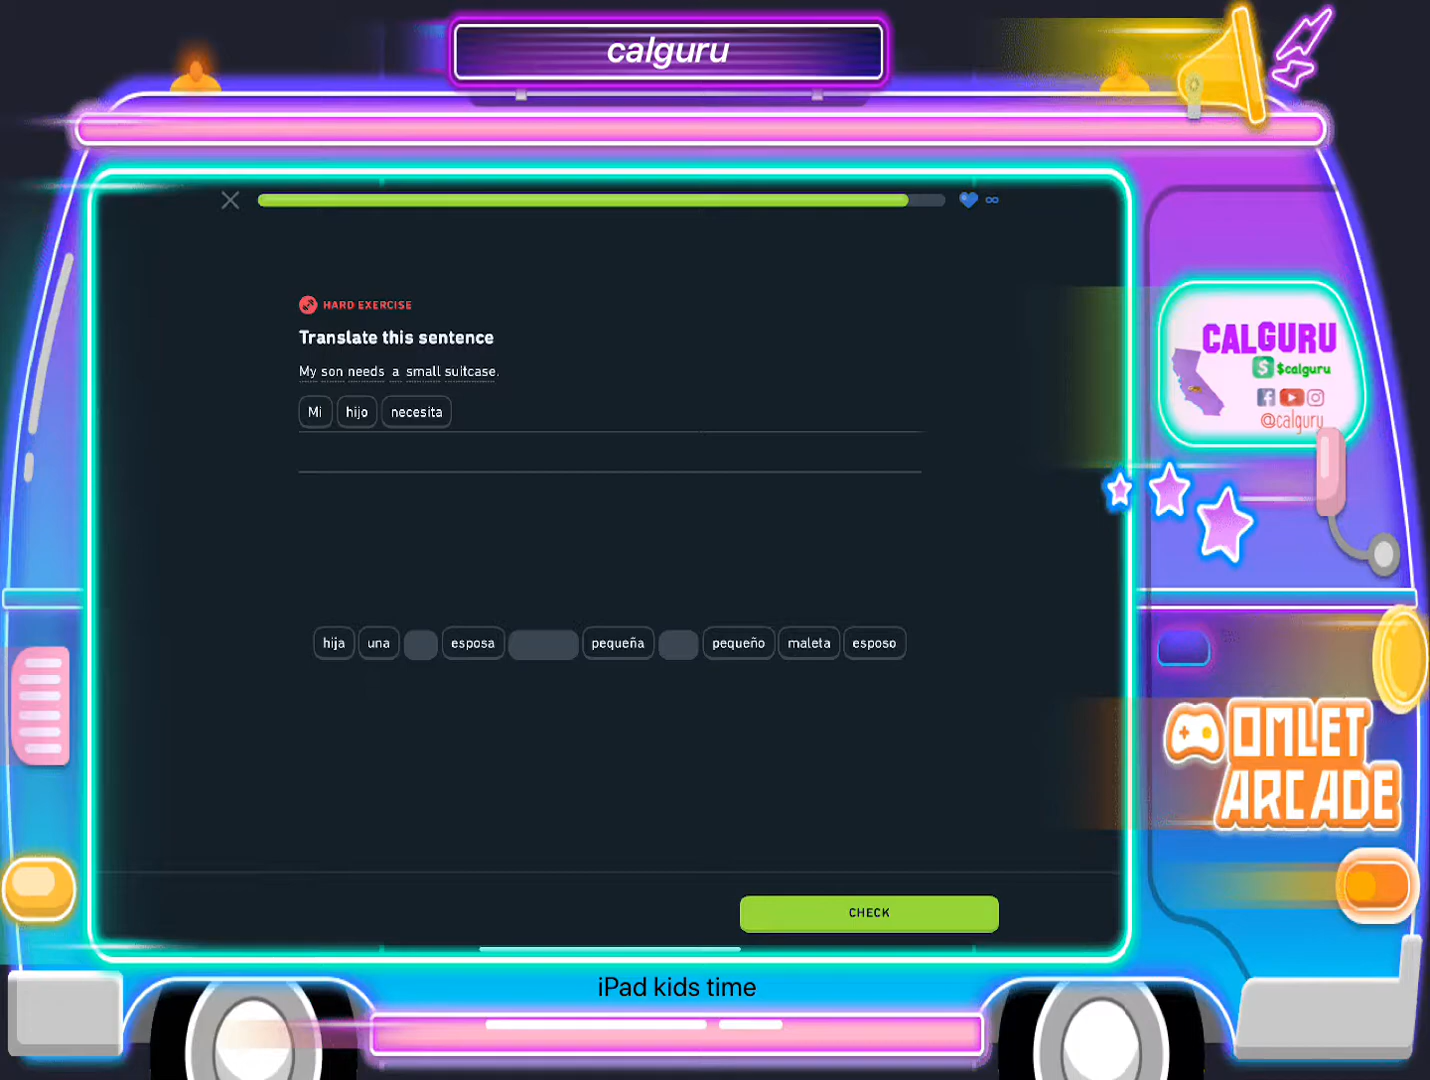 calguru
HARD EXERCISE
Translate this sentence
My son needs a small suitcase.
Mi hijo necesita
hija una esposa pequeña pequeño maleta esposo
CHECK
CALGURU
$ $calguru
@calguru
OMLET
ARCADE
iPad kids time